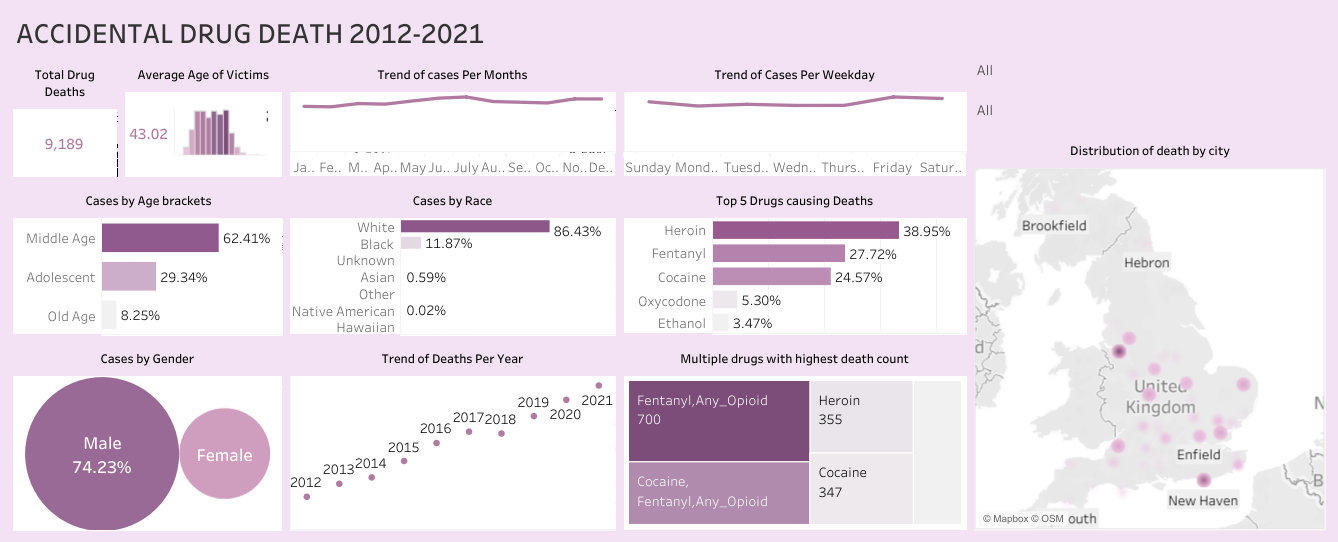 ACCIDENTAL DRUG DEATH 2012-2021
Total Drug
Deaths
9,189
Average Age of Victims
43.02
Trend of cases Per Months
Ja.. Fe.. M.. Ap.. May Ju.. July Au.. Se.. Oc.. No.. De..
Trend of Cases Per Weekday
Sunday Mond.. Tuesd.. Wedn.. Thurs.. Friday Satur..
All
All
Cases by Age brackets
Middle Age 62.41%
Adolescent 29.34%
Old Age 8.25%
Cases by Race
White 86.43%
Black 11.87%
Unknown
Asian 0.59%
Other
Native American 0.02%
Hawaiian
Top 5 Drugs causing Deaths
Heroin 38.95%
Fentanyl 27.72%
Cocaine 24.57%
Oxycodone 5.30%
Ethanol 3.47%
Cases by Gender
Male
74.23%
Female
Trend of Deaths Per Year
2012
2013
2014
2015
2016
2017
2018
2019
2020
2021
Multiple drugs with highest death count
Fentanyl,Any_Opioid
700
Cocaine,
Fentanyl,Any_Opioid
Heroin
355
Cocaine
347
Distribution of death by city
Brookfield
Hebron
United
Kingdom
Enfield
New Haven
outh
© Mapbox © OSM